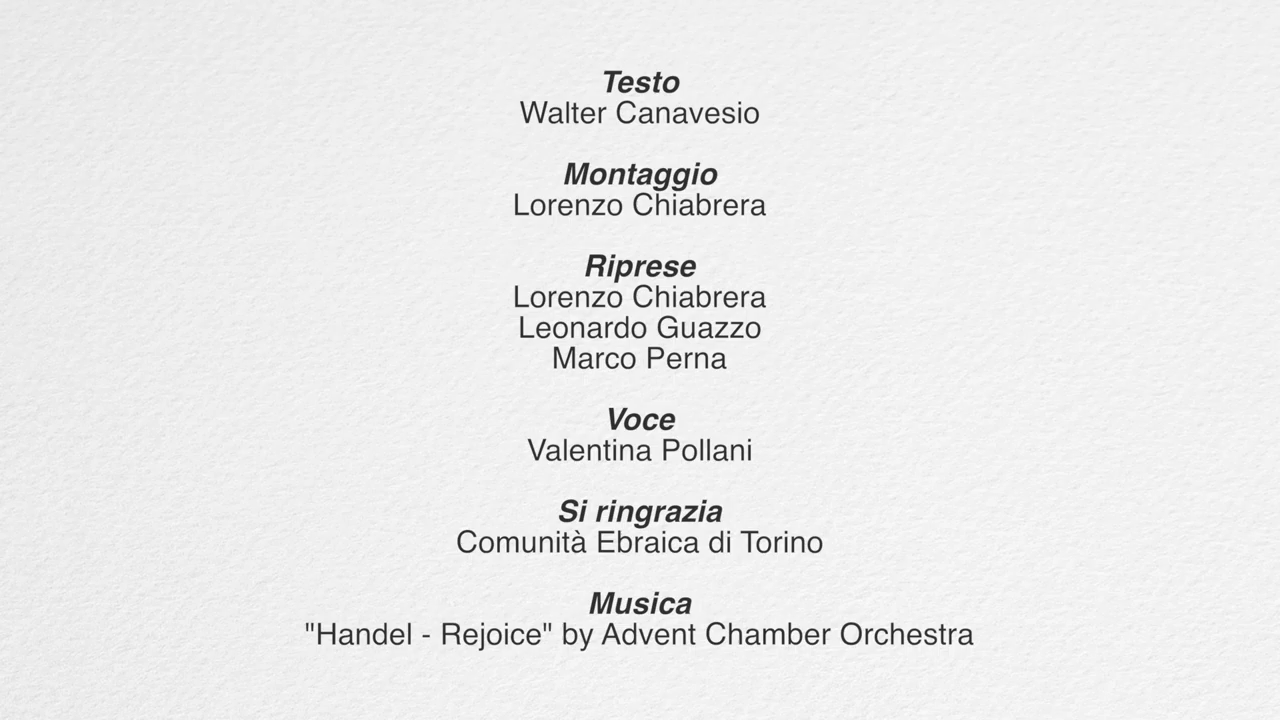 Testo
Walter Canavesio
Montaggio
Lorenzo Chiabrera
Riprese
Lorenzo Chiabrera
Leonardo Guazzo
Marco Perna
Voce
Valentina Pollani
Si ringrazia
Comunità Ebraica di Torino
Musica
"Handel - Rejoice" by Advent Chamber Orchestra